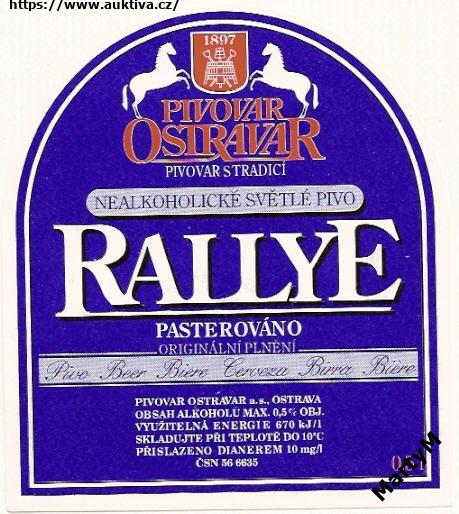 https://www.auktiva.cz/
1897
PIVOVAR
OSTRAVAR
PIVOVAR S TRADICÍ
NEALKOHOLICKÉ SVĚTLÉ PIVO
RALLYE
PASTEROVÁNO
ORIGINÁLNÍ PLNĚNÍ
Pivo Beer Biere Cerveza Birra Bière
PIVOVAR OSTRAVAR a.s., OSTRAVA
OBSAH ALKOHOLU MAX. 0,5% OBJ.
VYUŽITELNÁ ENERGIE 670 kJ/l
SKLADUJTE PŘI TEPLOTĚ DO 10°C
PŘISLAZENO DIANEREM 10 mg/l
ČSN 56 6635
MartyM